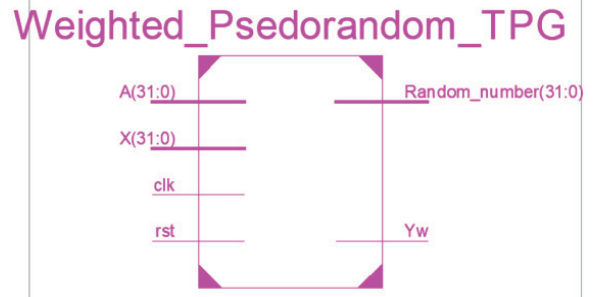 Weighted_Psedorandom_TPG
A(31:0)
Random_number(31:0)
X(31:0)
clk
rst
Yw